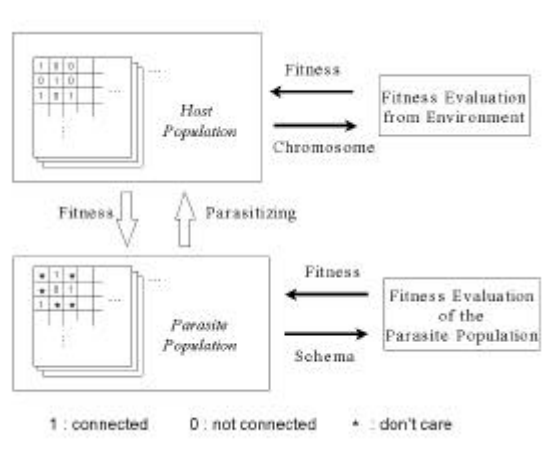 1 0 0
0 1 0
1 0 1
Host
Population
Fitness
Chromosome
Fitness Evaluation
from Environment
Fitness
Parasitizing
* 1 *
* 0 1
1 * *
Parasite
Population
Fitness
Schema
Fitness Evaluation
of the
Parasite Population
1 : connected 0 : not connected * : don't care